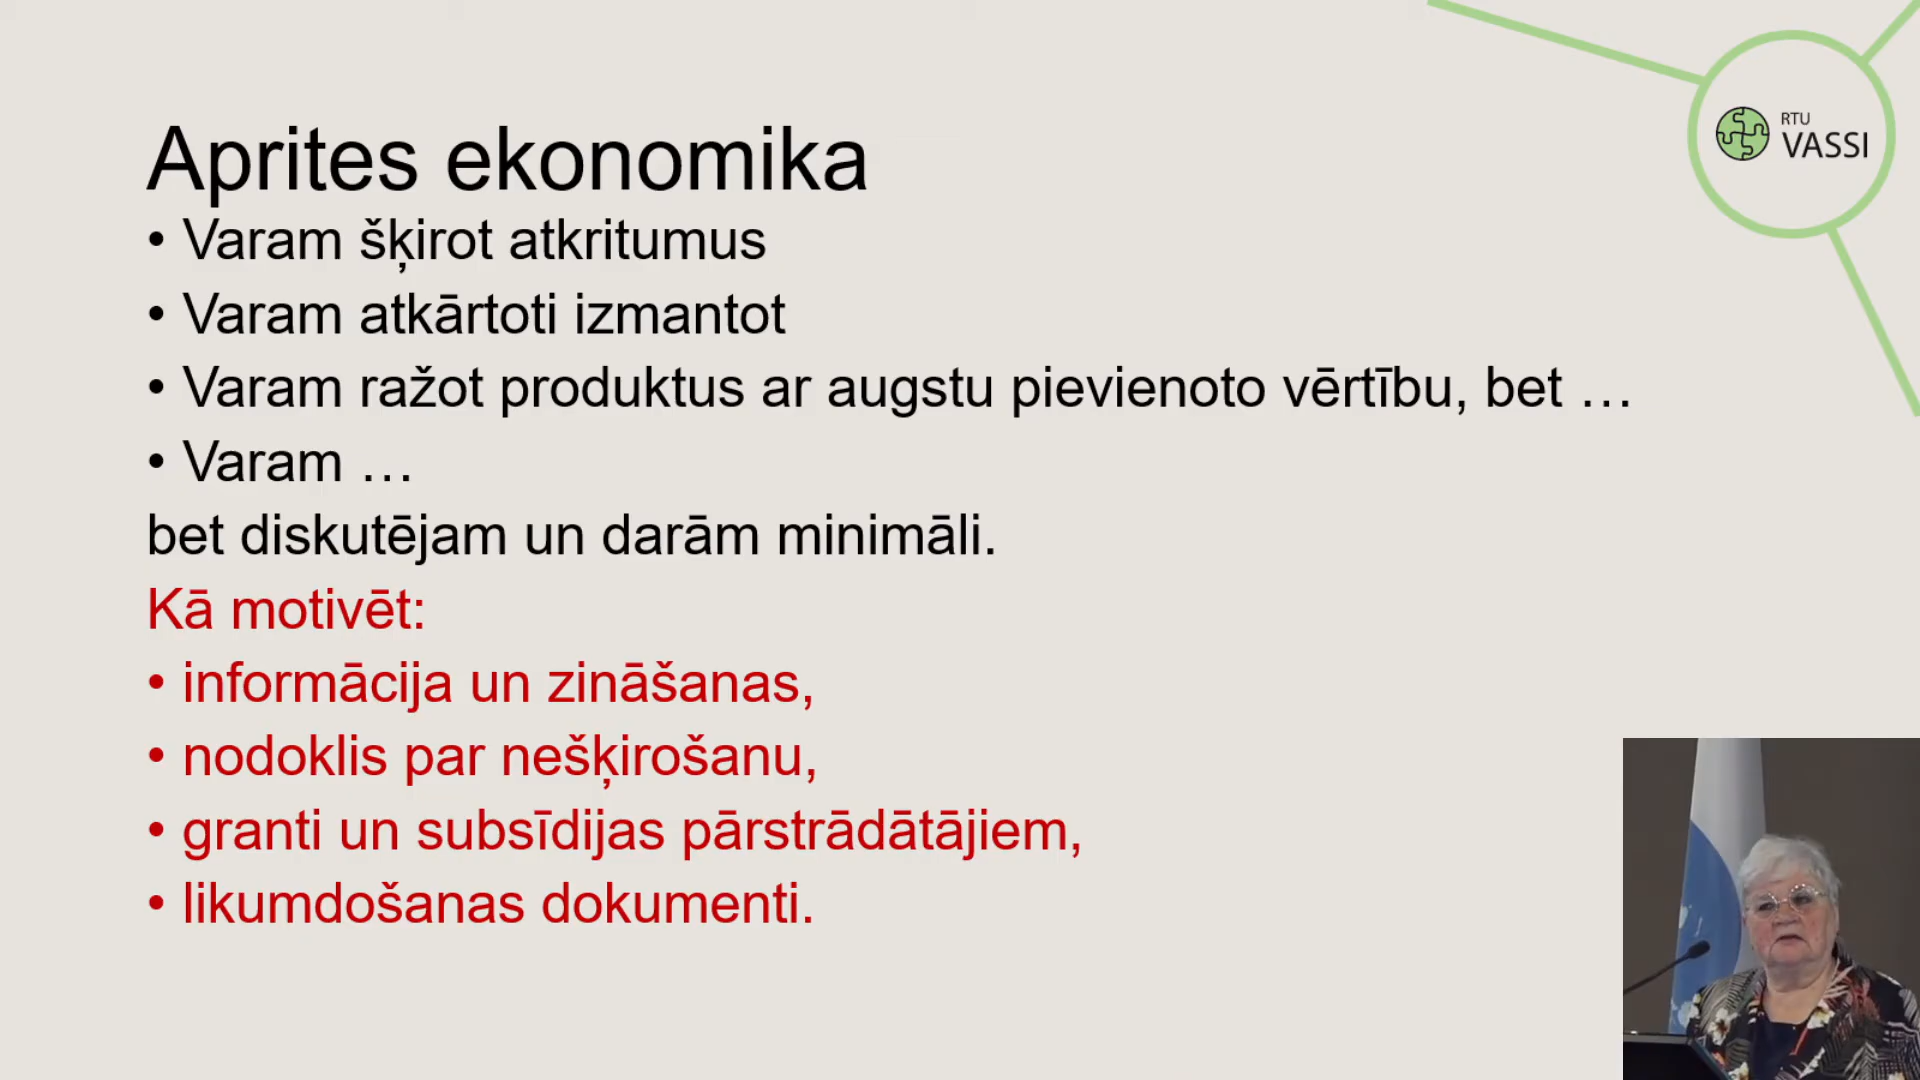 Aprites ekonomika
• Varam šķirot atkritumus
• Varam atkārtoti izmantot
• Varam ražot produktus ar augstu pievienoto vērtību, bet …
• Varam …
bet diskutējam un darām minimāli.
Kā motivēt:
• informācija un zināšanas,
• nodoklis par nešķirošanu,
• granti un subsīdijas pārstrādātājiem,
• likumdošanas dokumenti.
RTU
VASSI